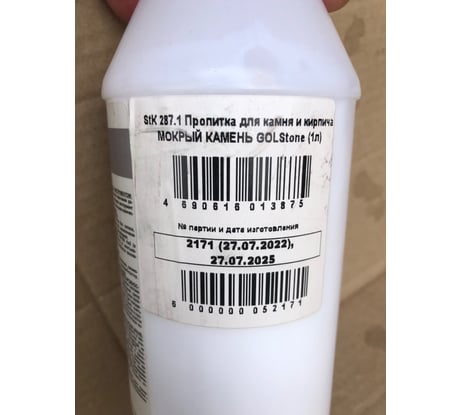 StK 287.1 Пропитка для камня и кирпича
МОКРЫЙ КАМЕНЬ GOLStone (1л)
4 690616 013875
№ партии и дата изготовления
2171 (27.07.2022),
27.07.2025
6 000000 052171